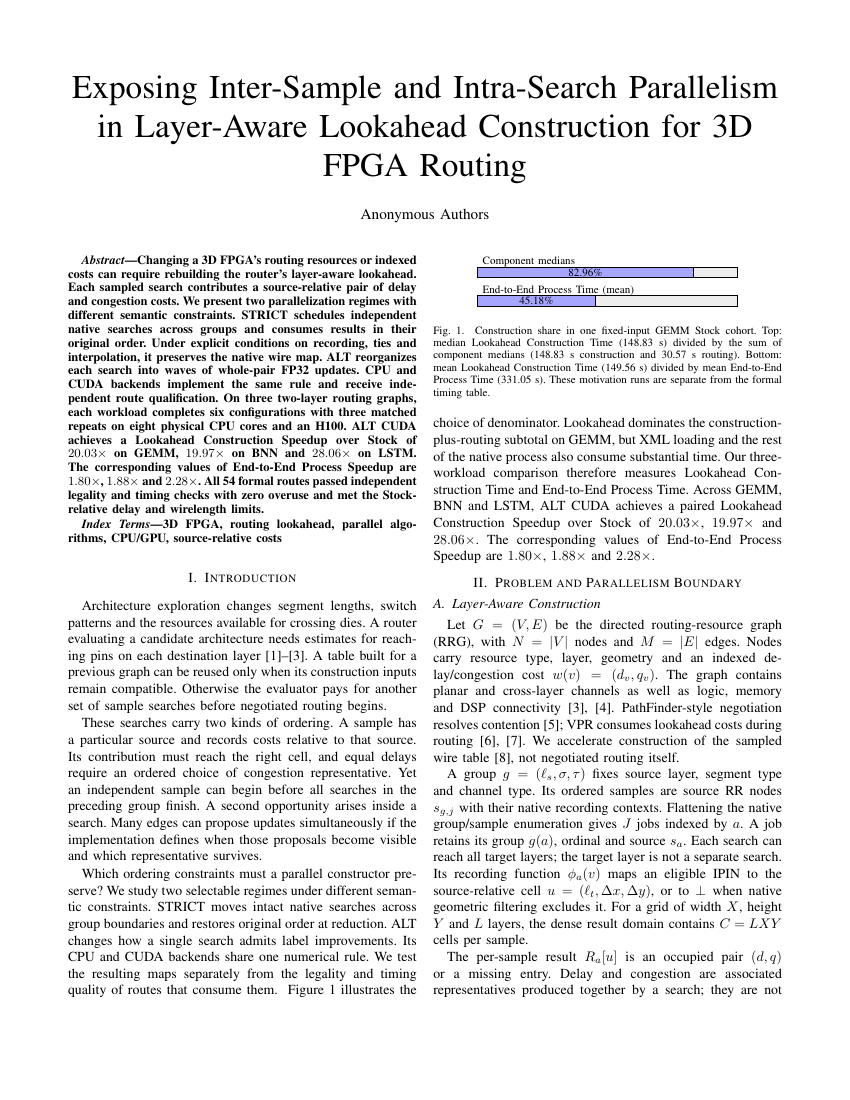 Exposing Inter-Sample and Intra-Search Parallelism
in Layer-Aware Lookahead Construction for 3D
FPGA Routing
Anonymous Authors
Abstract—Changing a 3D FPGA's routing resources or indexed
costs can require rebuilding the router's layer-aware lookahead.
Each sampled search contributes a source-relative pair of delay
and congestion costs. We present two parallelization regimes with
different semantic constraints. STRICT schedules independent
native searches across groups and consumes results in their
original order. Under explicit conditions on recording, ties and
interpolation, it preserves the native wire map. ALT reorganizes
each search into waves of whole-pair FP32 updates. CPU and
CUDA backends implement the same rule and receive inde-
pendent route qualification. On three two-layer routing graphs,
each workload completes six configurations with three matched
repeats on eight physical CPU cores and an H100. ALT CUDA
achieves a Lookahead Construction Speedup over Stock of
20.03× on GEMM, 19.97× on BNN and 28.06× on LSTM.
The corresponding values of End-to-End Process Speedup are
1.80×, 1.88× and 2.28×. All 54 formal routes passed independent
legality and timing checks with zero overuse and met the Stock-
relative delay and wirelength limits.
Index Terms—3D FPGA, routing lookahead, parallel algo-
rithms, CPU/GPU, source-relative costs
I. INTRODUCTION
Architecture exploration changes segment lengths, switch
patterns and the resources available for crossing dies. A router
evaluating a candidate architecture needs estimates for reach-
ing pins on each destination layer [1]–[3]. A table built for a
previous graph can be reused only when its construction inputs
remain compatible. Otherwise the evaluator pays for another
set of sample searches before negotiated routing begins.
These searches carry two kinds of ordering. A sample has
a particular source and records costs relative to that source.
Its contribution must reach the right cell, and equal delays
require an ordered choice of congestion representative. Yet
an independent sample can begin before all searches in the
preceding group finish. A second opportunity arises inside a
search. Many edges can propose updates simultaneously if the
implementation defines when those proposals become visible
and which representative survives.
Which ordering constraints must a parallel constructor pre-
serve? We study two selectable regimes under different seman-
tic constraints. STRICT moves intact native searches across
group boundaries and restores original order at reduction. ALT
changes how a single search admits label improvements. Its
CPU and CUDA backends share one numerical rule. We test
the resulting maps separately from the legality and timing
quality of routes that consume them. Figure 1 illustrates the
Component medians
82.96%
End-to-End Process Time (mean)
45.18%
Fig. 1. Construction share in one fixed-input GEMM Stock cohort. Top:
median Lookahead Construction Time (148.83 s) divided by the sum of
component medians (148.83 s construction and 30.57 s routing). Bottom:
mean Lookahead Construction Time (149.56 s) divided by mean End-to-End
Process Time (331.05 s). These motivation runs are separate from the formal
timing table.
choice of denominator. Lookahead dominates the construction-
plus-routing subtotal on GEMM, but XML loading and the rest
of the native process also consume substantial time. Our three-
workload comparison therefore measures Lookahead Con-
struction Time and End-to-End Process Time. Across GEMM,
BNN and LSTM, ALT CUDA achieves a paired Lookahead
Construction Speedup over Stock of 20.03×, 19.97× and
28.06×. The corresponding values of End-to-End Process
Speedup are 1.80×, 1.88× and 2.28×.
II. PROBLEM AND PARALLELISM BOUNDARY
A. Layer-Aware Construction
Let G = (V, E) be the directed routing-resource graph
(RRG), with N = |V| nodes and M = |E| edges. Nodes
carry resource type, layer, geometry and an indexed de-
lay/congestion cost w(v) = (dᵥ, qᵥ). The graph contains
planar and cross-layer channels as well as logic, memory
and DSP connectivity [3], [4]. PathFinder-style negotiation
resolves contention [5]; VPR consumes lookahead costs during
routing [6], [7]. We accelerate construction of the sampled
wire table [8], not negotiated routing itself.
A group g = (ℓₛ, σ, τ) fixes source layer, segment type
and channel type. Its ordered samples are source RR nodes
s_{g,j} with their native recording contexts. Flattening the native
group/sample enumeration gives J jobs indexed by a. A job
retains its group g(a), ordinal and source sₐ. Each search can
reach all target layers; the target layer is not a separate search.
Its recording function ϕₐ(v) maps an eligible IPIN to the
source-relative cell u = (ℓₜ, Δx, Δy), or to ⊥ when native
geometric filtering excludes it. For a grid of width X, height
Y and L layers, the dense result domain contains C = LXY
cells per sample.
The per-sample result Rₐ[u] is an occupied pair (d, q)
or a missing entry. Delay and congestion are associated
representatives produced together by a search; they are not